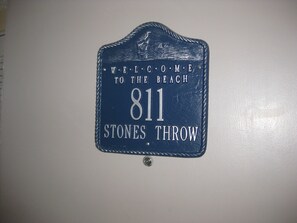 W·E·L·C·O·M·E
TO THE BEACH
811
STONES THROW